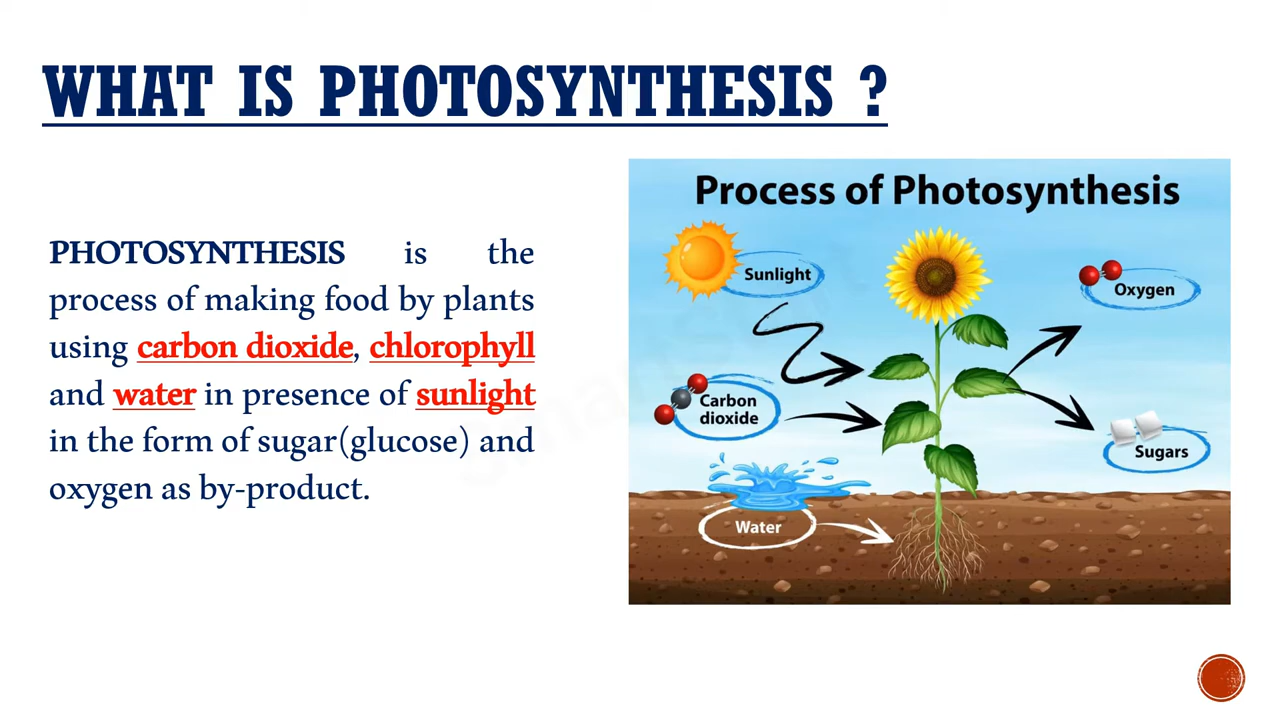 WHAT IS PHOTOSYNTHESIS ?
PHOTOSYNTHESIS is the
process of making food by plants
using carbon dioxide, chlorophyll
and water in presence of sunlight
in the form of sugar(glucose) and
oxygen as by-product.
Process of Photosynthesis
Sunlight
Oxygen
Carbon
dioxide
Sugars
Water